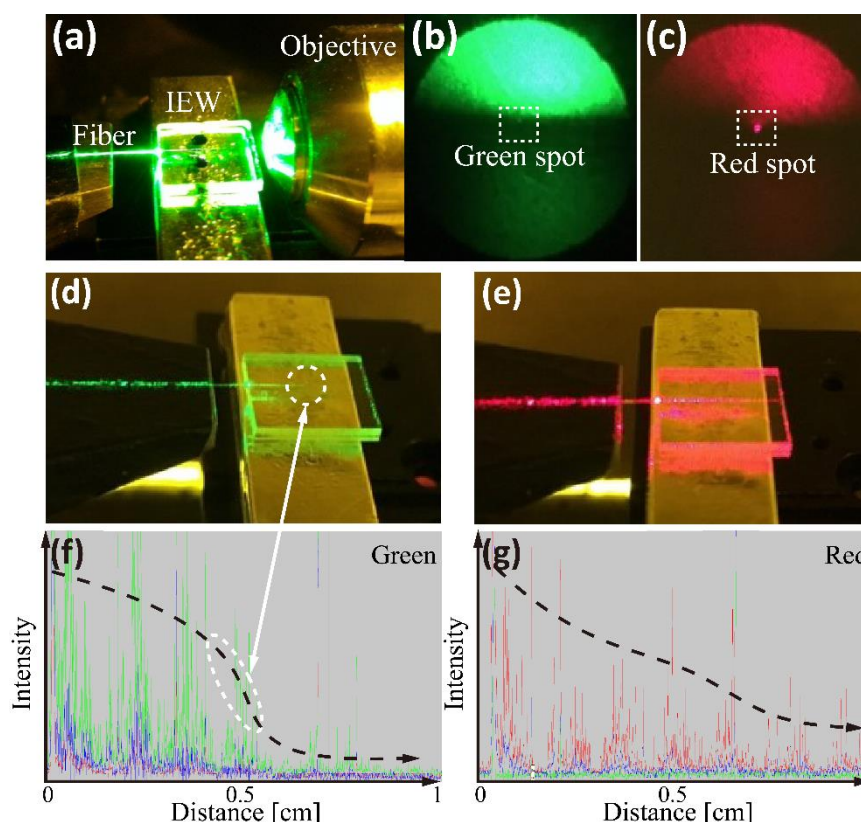 (a)
Objective
IEW
Fiber
(b)
Green spot
(c)
Red spot
(d)
(e)
(f)
Green
Intensity
0
0.5
1
Distance [cm]
(g)
Red
Intensity
0
0.5
Distance [cm]